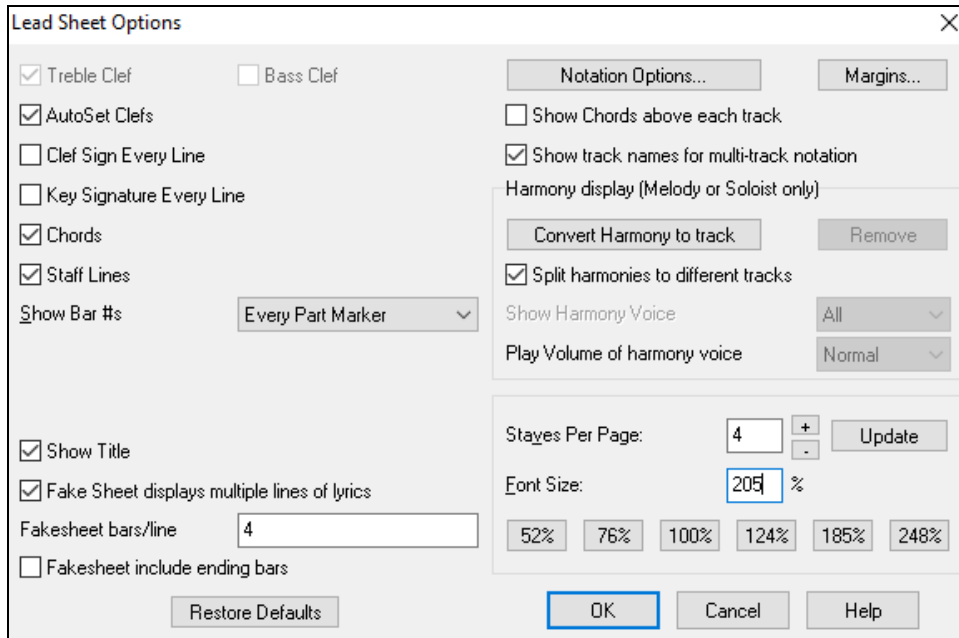 Lead Sheet Options
Treble Clef Bass Clef
AutoSet Clefs
Clef Sign Every Line
Key Signature Every Line
Chords
Staff Lines
Show Bar #s Every Part Marker
Show Title
Fake Sheet displays multiple lines of lyrics
Fakesheet bars/line 4
Fakesheet include ending bars
Restore Defaults
Notation Options... Margins...
Show Chords above each track
Show track names for multi-track notation
Harmony display (Melody or Soloist only)
Convert Harmony to track Remove
Split harmonies to different tracks
Show Harmony Voice All
Play Volume of harmony voice Normal
Staves Per Page: 4 + - Update
Font Size: 205 %
52% 76% 100% 124% 185% 248%
OK Cancel Help